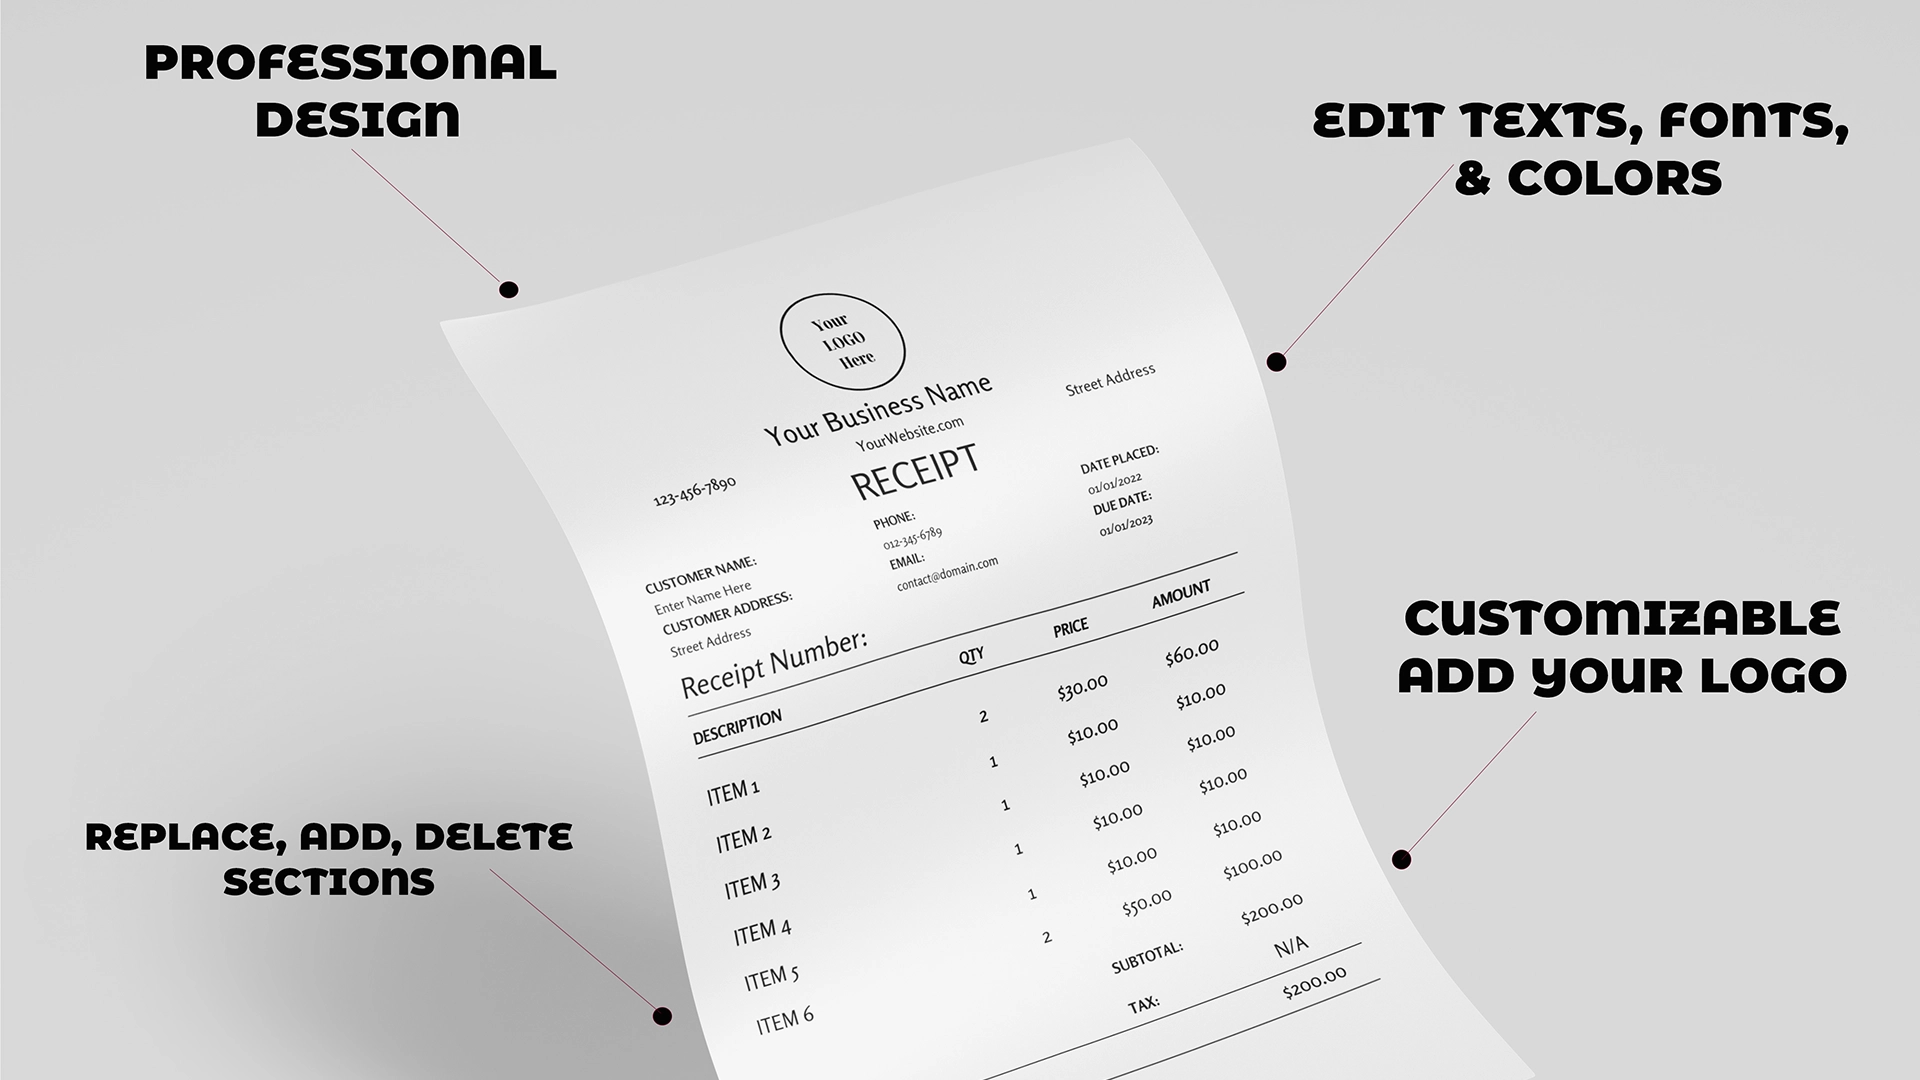 PROFESSIONAL
DESIGN
EDIT TEXTS, FONTS,
& COLORS
Your
LOGO
Here
Your Business Name
YourWebsite.com
Street Address
123-456-7890
RECEIPT
PHONE:
012-345-6789
EMAIL:
contact@domain.com
DATE PLACED:
01/01/2022
DUE DATE:
01/01/2023
CUSTOMER NAME:
Enter Name Here
CUSTOMER ADDRESS:
Street Address
Receipt Number:
DESCRIPTION QTY PRICE AMOUNT
ITEM 1 2 $30.00 $60.00
ITEM 2 1 $10.00 $10.00
ITEM 3 1 $10.00 $10.00
ITEM 4 1 $10.00 $10.00
ITEM 5 1 $10.00 $10.00
ITEM 6 2 $50.00 $100.00
SUBTOTAL: $200.00
TAX: N/A
$200.00
CUSTOMIZABLE
ADD YOUR LOGO
REPLACE, ADD, DELETE
SECTIONS